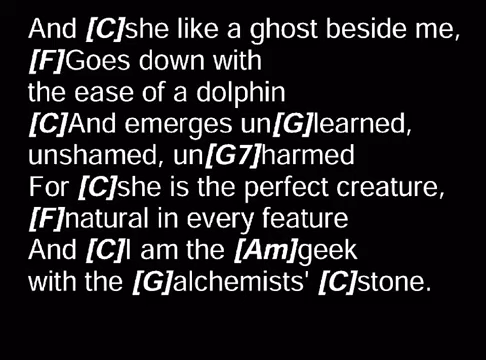 And [C]she like a ghost beside me,
[F]Goes down with
the ease of a dolphin
[C]And emerges un[G]learned,
unshamed, un[G7]harmed
For [C]she is the perfect creature,
[F]natural in every feature
And [C]I am the [Am]geek
with the [G]alchemists' [C]stone.